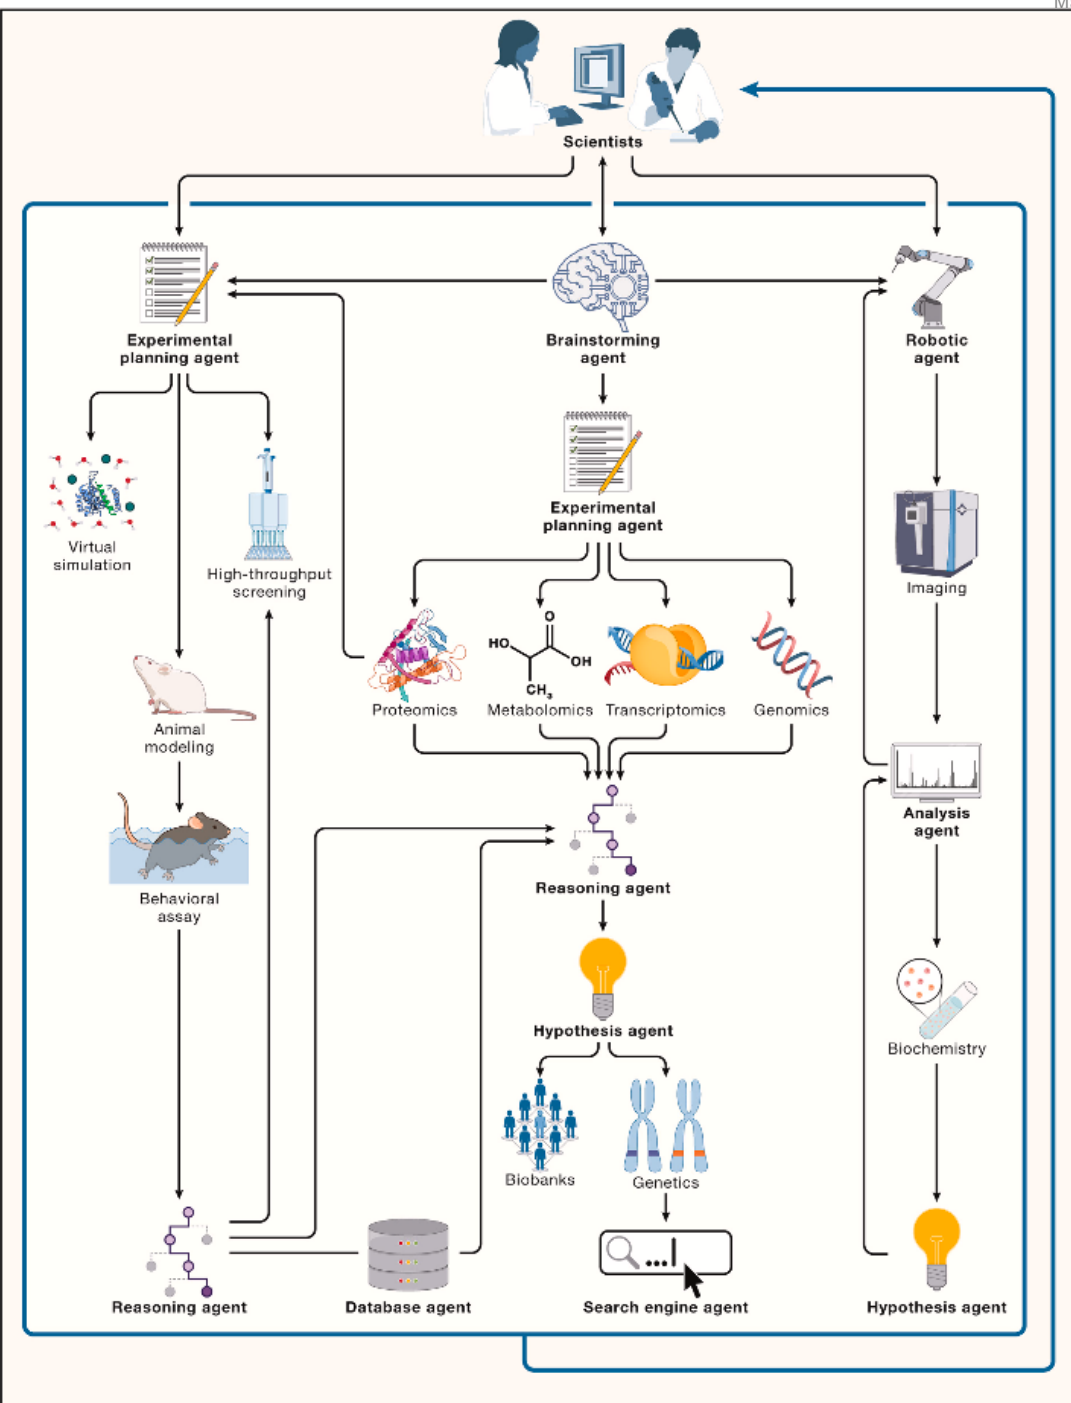 Scientists
Experimental
planning agent
Brainstorming
agent
Robotic
agent
Experimental
planning agent
Virtual
simulation
High-throughput
screening
Imaging
HO
O
OH
CH3
Proteomics
Metabolomics
Transcriptomics
Genomics
Animal
modeling
Analysis
agent
Behavioral
assay
Reasoning agent
Hypothesis agent
Biochemistry
Biobanks
Genetics
...
Reasoning agent
Database agent
Search engine agent
Hypothesis agent